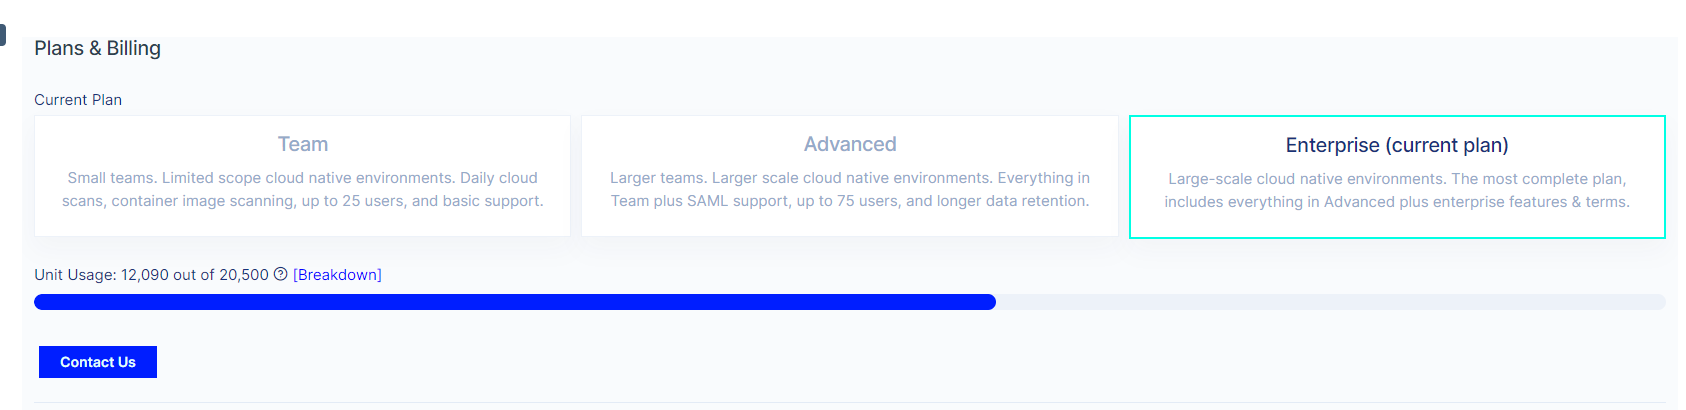 Plans & Billing
Current Plan
Team
Small teams. Limited scope cloud native environments. Daily cloud
scans, container image scanning, up to 25 users, and basic support.
Advanced
Larger teams. Larger scale cloud native environments. Everything in
Team plus SAML support, up to 75 users, and longer data retention.
Enterprise (current plan)
Large-scale cloud native environments. The most complete plan,
includes everything in Advanced plus enterprise features & terms.
Unit Usage: 12,090 out of 20,500 ? [Breakdown]
Contact Us